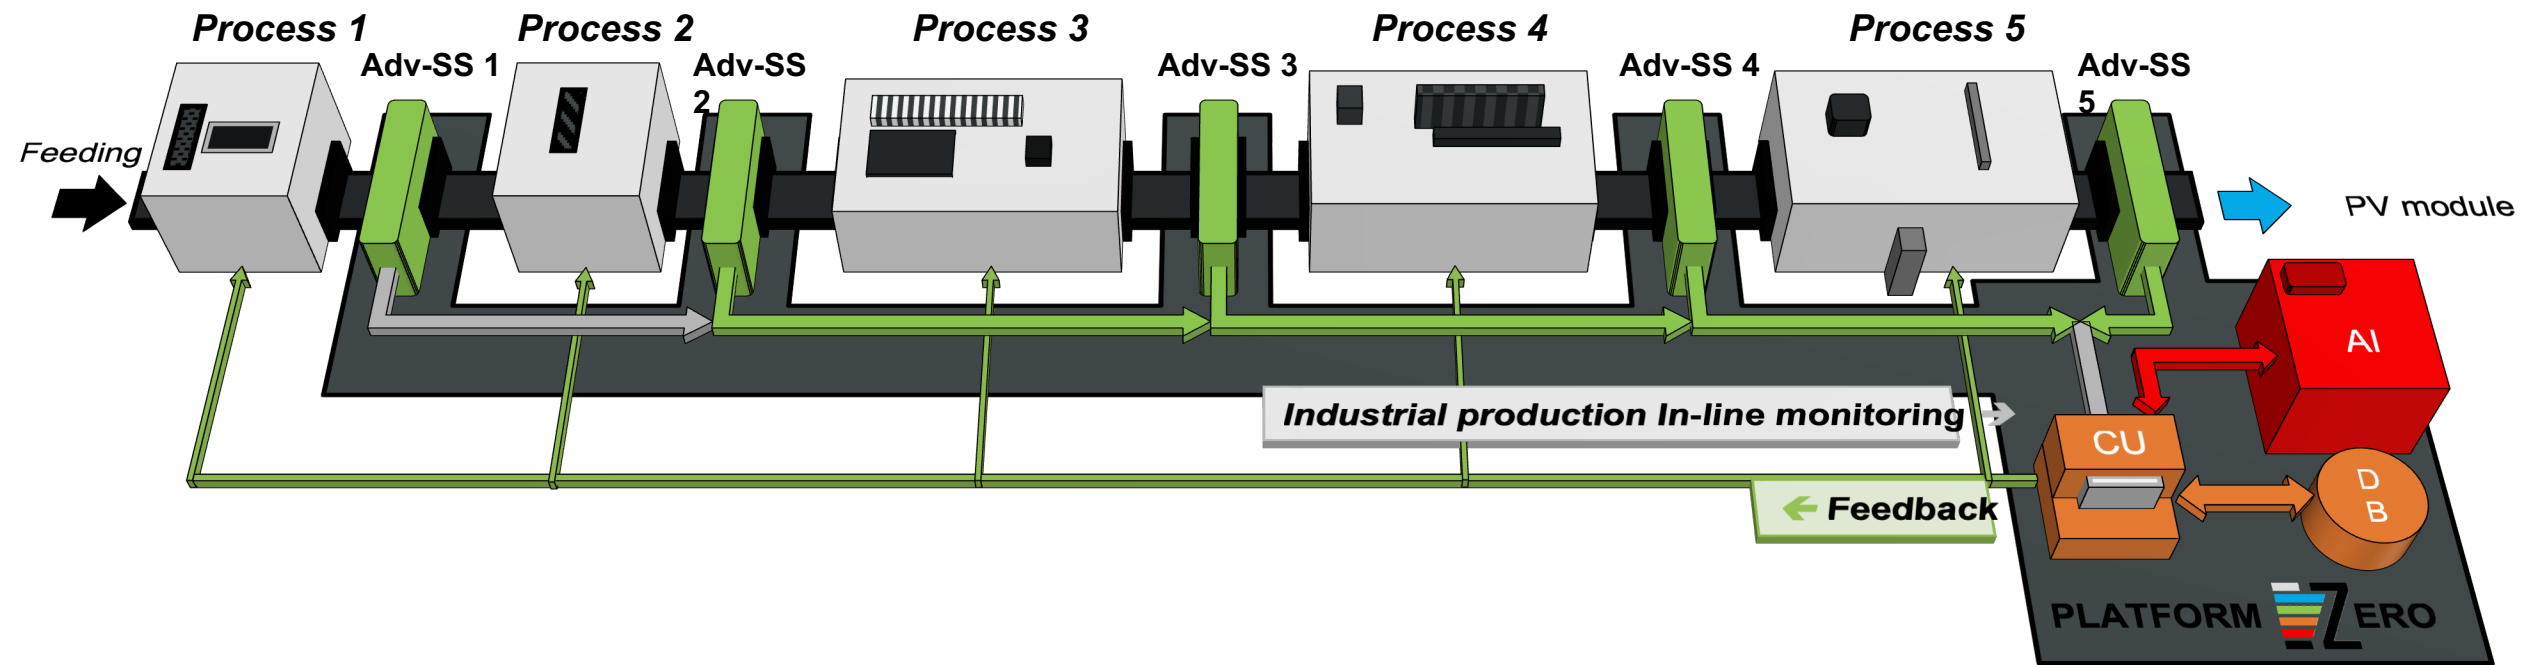 Process 1
Process 2
Process 3
Process 4
Process 5
Adv-SS 1
Adv-SS
2
Adv-SS 3
Adv-SS 4
Adv-SS
5
Feeding
PV module
AI
Industrial production In-line monitoring
CU
D
B
Feedback
PLATFORM ZERO